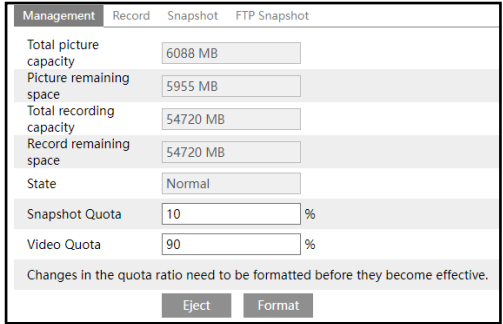 Management Record Snapshot FTP Snapshot
Total picture
capacity
6088 MB
Picture remaining
space
5955 MB
Total recording
capacity
54720 MB
Record remaining
space
54720 MB
State Normal
Snapshot Quota 10 %
Video Quota 90 %
Changes in the quota ratio need to be formatted before they become effective.
Eject Format